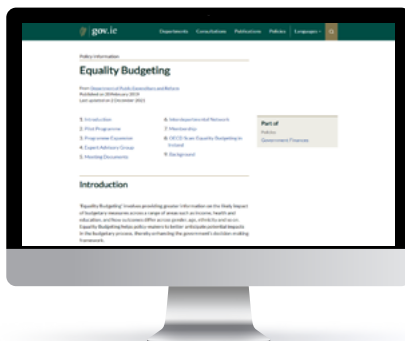 gov.ie
Departments Consultations Publications Policies Languages
Policy Information
Equality Budgeting
From Department of Public Expenditure and Reform
Published on 28 February 2019
Last updated on 2 December 2021
1. Introduction
2. Pilot Programme
3. Programme Expansion
4. Expert Advisory Group
5. Meeting Documents
6. Interdepartmental Network
7. Membership
8. OECD Scan: Equality Budgeting in
Ireland
9. Background
Part of
Policies
Government Finances
Introduction
'Equality Budgeting' involves providing greater information on the likely impact
of budgetary measures across a range of areas such as income, health and
education, and how outcomes differ across gender, age, ethnicity and so on.
Equality Budgeting helps policy makers to better anticipate potential impacts
in the budgetary process, thereby enhancing the government's decision-making
framework.